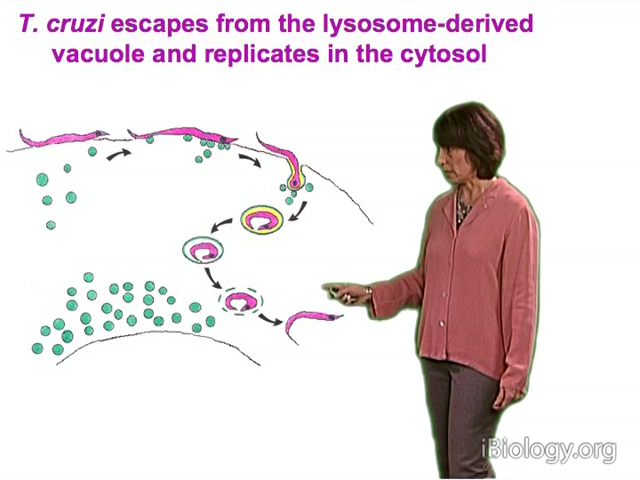 T. cruzi escapes from the lysosome-derived
vacuole and replicates in the cytosol
iBiology.org